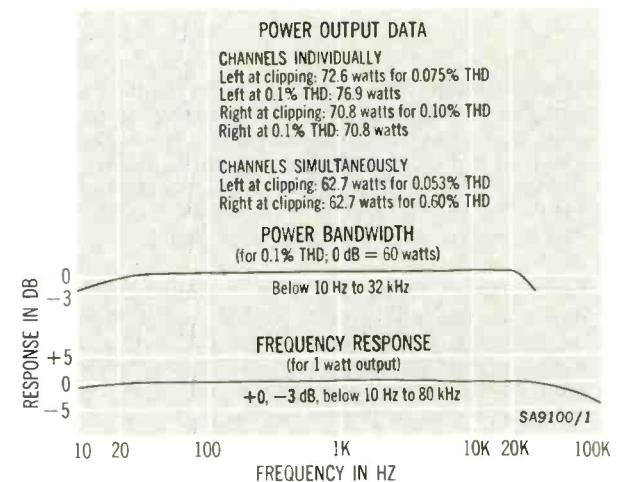 POWER OUTPUT DATA
CHANNELS INDIVIDUALLY
Left at clipping: 72.6 watts for 0.075% THD
Left at 0.1% THD: 76.9 watts
Right at clipping: 70.8 watts for 0.10% THD
Right at 0.1% THD: 70.8 watts
CHANNELS SIMULTANEOUSLY
Left at clipping: 62.7 watts for 0.053% THD
Right at clipping: 62.7 watts for 0.60% THD
POWER BANDWIDTH
(for 0.1% THD; 0 dB = 60 watts)
0
−3
Below 10 Hz to 32 kHz
RESPONSE IN DB
FREQUENCY RESPONSE
(for 1 watt output)
+5
0
−5
+0, −3 dB, below 10 Hz to 80 kHz
SA9100/1
10 20 100 1K 10K 20K 100K
FREQUENCY IN HZ